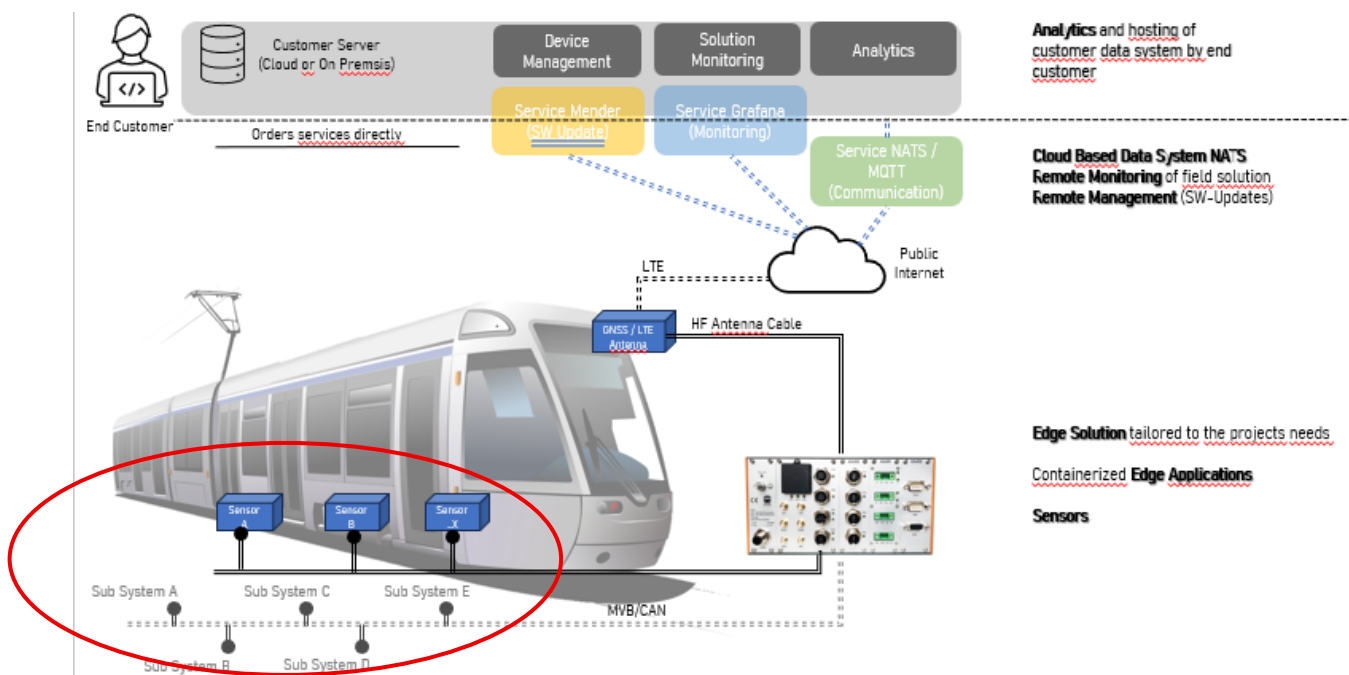 Customer Server
(Cloud or On Premsis)
Device
Management
Solution
Monitoring
Analytics
Analytics and hosting of
customer data system by end
customer
End Customer
Orders services directly
Service Mender
(SW Update)
Service Grafana
(Monitoring)
Service NATS /
MQTT
(Communication)
Cloud Based Data System NATS
Remote Monitoring of field solution
Remote Management (SW-Updates)
Public
Internet
LTE
GNSS / LTE
Antenna
HF Antenna Cable
Edge Solution tailored to the projects needs
Containerized Edge Applications
Sensors
Sensor
A
Sensor
B
Sensor
..X
Sub System A
Sub System C
Sub System E
MVB/CAN
Sub System B
Sub System D